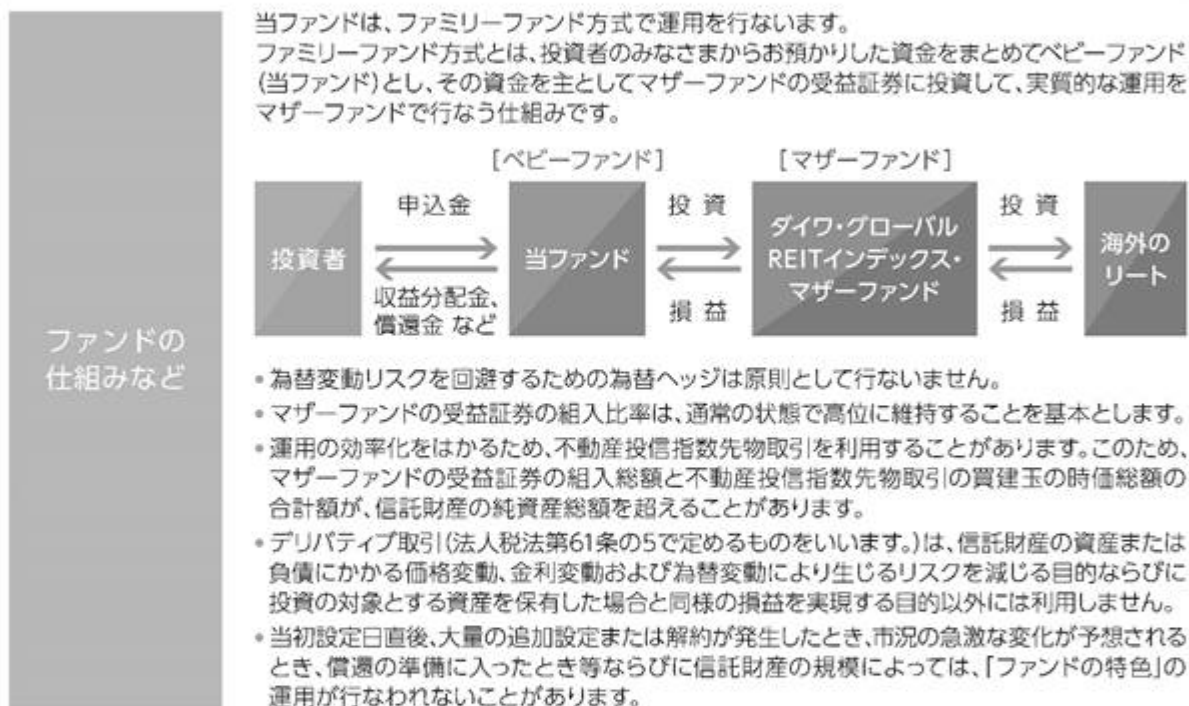 当ファンドは、ファミリーファンド方式で運用を行ないます。
ファミリーファンド方式とは、投資者のみなさまからお預かりした資金をまとめてベビーファンド
(当ファンド)とし、その資金を主としてマザーファンドの受益証券に投資して、実質的な運用を
マザーファンドで行なう仕組みです。
[ベビーファンド]
[マザーファンド]
投資者
申込金
収益分配金、
償還金 など
当ファンド
投 資
損 益
ダイワ・グローバル
REITインデックス・
マザーファンド
投 資
損 益
海外の
リート
ファンドの
仕組みなど
• 為替変動リスクを回避するための為替ヘッジは原則として行ないません。
• マザーファンドの受益証券の組入比率は、通常の状態で高位に維持することを基本とします。
• 運用の効率化をはかるため、不動産投信指数先物取引を利用することがあります。このため、
マザーファンドの受益証券の組入総額と不動産投信指数先物取引の買建玉の時価総額の
合計額が、信託財産の純資産総額を超えることがあります。
• デリバティブ取引(法人税法第61条の5で定めるものをいいます。)は、信託財産の資産または
負債にかかる価格変動、金利変動および為替変動により生じるリスクを減じる目的ならびに
投資の対象とする資産を保有した場合と同様の損益を実現する目的以外には利用しません。
• 当初設定日直後、大量の追加設定または解約が発生したとき、市況の急激な変化が予想される
とき、償還の準備に入ったとき等ならびに信託財産の規模によっては、「ファンドの特色」の
運用が行なわれないことがあります。